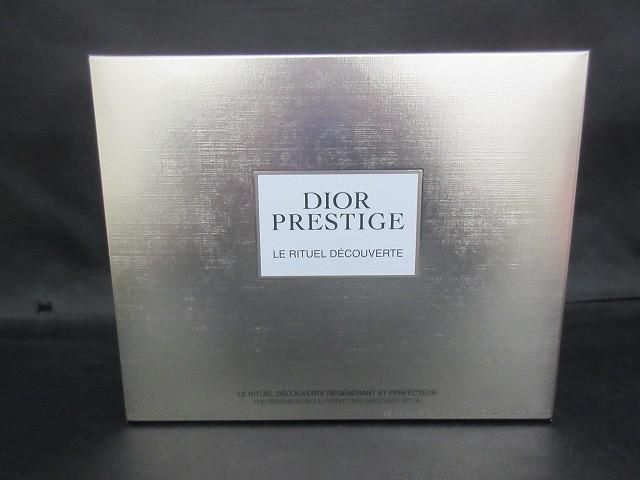 DIOR
PRESTIGE
LE RITUEL DÉCOUVERTE
LE RITUEL DÉCOUVERTE RÉGÉNÉRANT ET PERFECTEUR
THE REGENERATING & PERFECTING DISCOVERY RITUAL